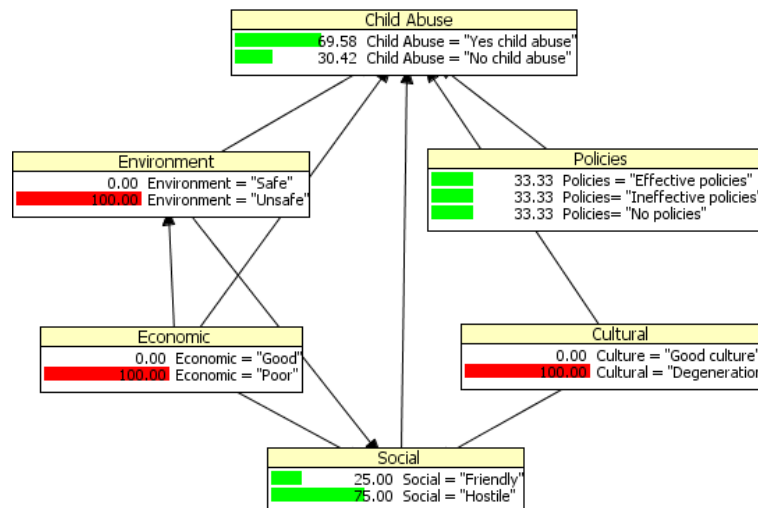 Child Abuse
69.58 Child Abuse = "Yes child abuse"
30.42 Child Abuse = "No child abuse"
Environment
0.00 Environment = "Safe"
100.00 Environment = "Unsafe"
Policies
33.33 Policies = "Effective policies"
33.33 Policies = "Ineffective policies"
33.33 Policies= "No policies"
Economic
0.00 Economic = "Good"
100.00 Economic = "Poor"
Cultural
0.00 Culture = "Good culture"
100.00 Cultural = "Degeneration
Social
25.00 Social = "Friendly"
75.00 Social = "Hostile"